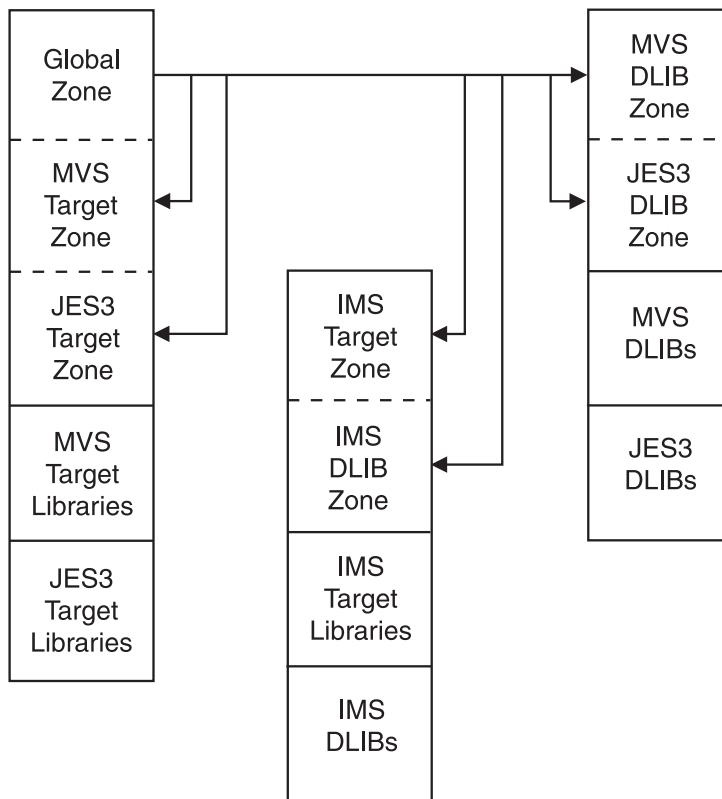 Global
Zone
MVS
Target
Zone
JES3
Target
Zone
MVS
Target
Libraries
JES3
Target
Libraries
IMS
Target
Zone
IMS
DLIB
Zone
IMS
Target
Libraries
IMS
DLIBs
MVS
DLIB
Zone
JES3
DLIB
Zone
MVS
DLIBs
JES3
DLIBs